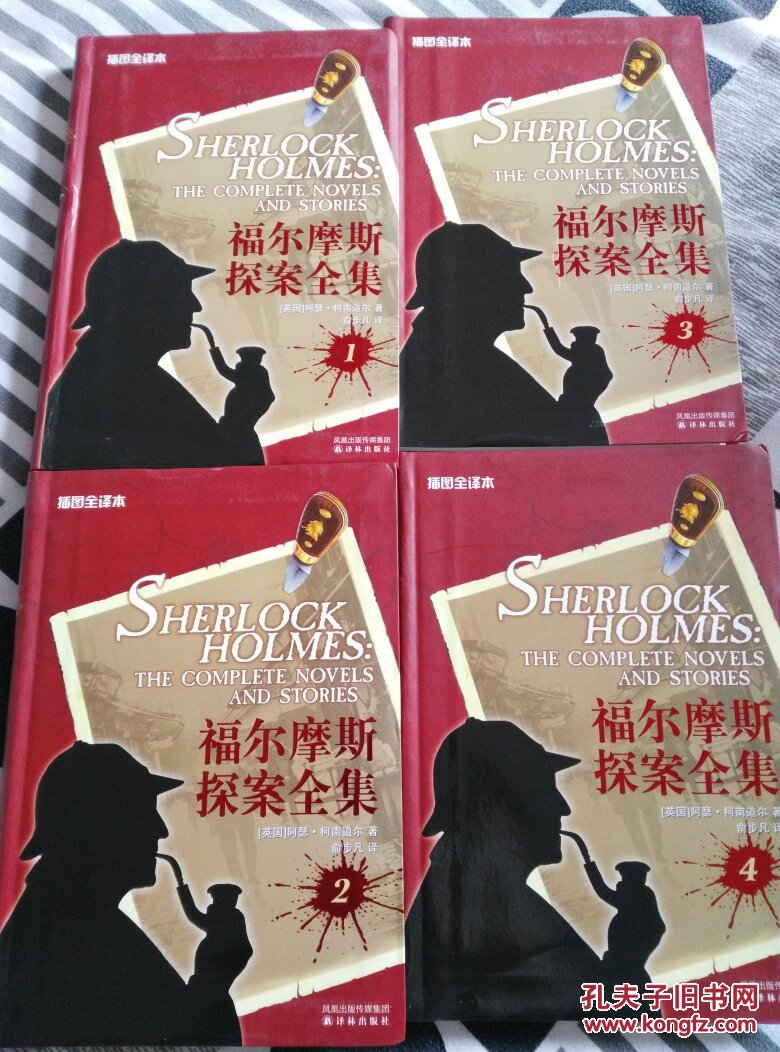 插图全译本
SHERLOCK
HOLMES:
THE COMPLETE NOVELS
AND STORIES
福尔摩斯
探案全集
[英国]阿瑟·柯南道尔 著
俞步凡 译
1
凤凰出版传媒集团
译林出版社
插图全译本
SHERLOCK
HOLMES:
THE COMPLETE NOVELS
AND STORIES
福尔摩斯
探案全集
[英国]阿瑟·柯南道尔 著
俞步凡 译
3
凤凰出版传媒集团
译林出版社
插图全译本
SHERLOCK
HOLMES:
THE COMPLETE NOVELS
AND STORIES
福尔摩斯
探案全集
[英国]阿瑟·柯南道尔 著
俞步凡 译
2
凤凰出版传媒集团
译林出版社
插图全译本
SHERLOCK
HOLMES:
THE COMPLETE NOVELS
AND STORIES
福尔摩斯
探案全集
[英国]阿瑟·柯南道尔 著
俞步凡 译
4
孔夫子旧书网
www.kongfz.com